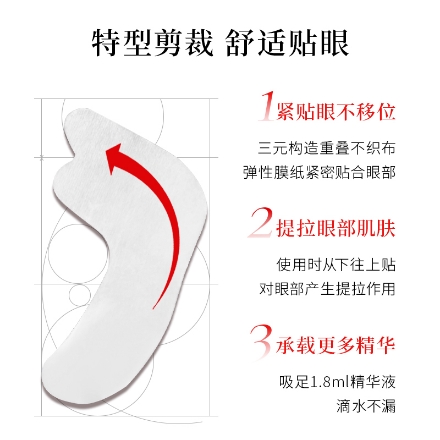 特型剪裁 舒适贴眼
1紧贴眼不移位
三元构造重叠不织布
弹性膜纸紧密贴合眼部
2提拉眼部肌肤
使用时从下往上贴
对眼部产生提拉作用
3承载更多精华
吸足1.8ml精华液
滴水不漏